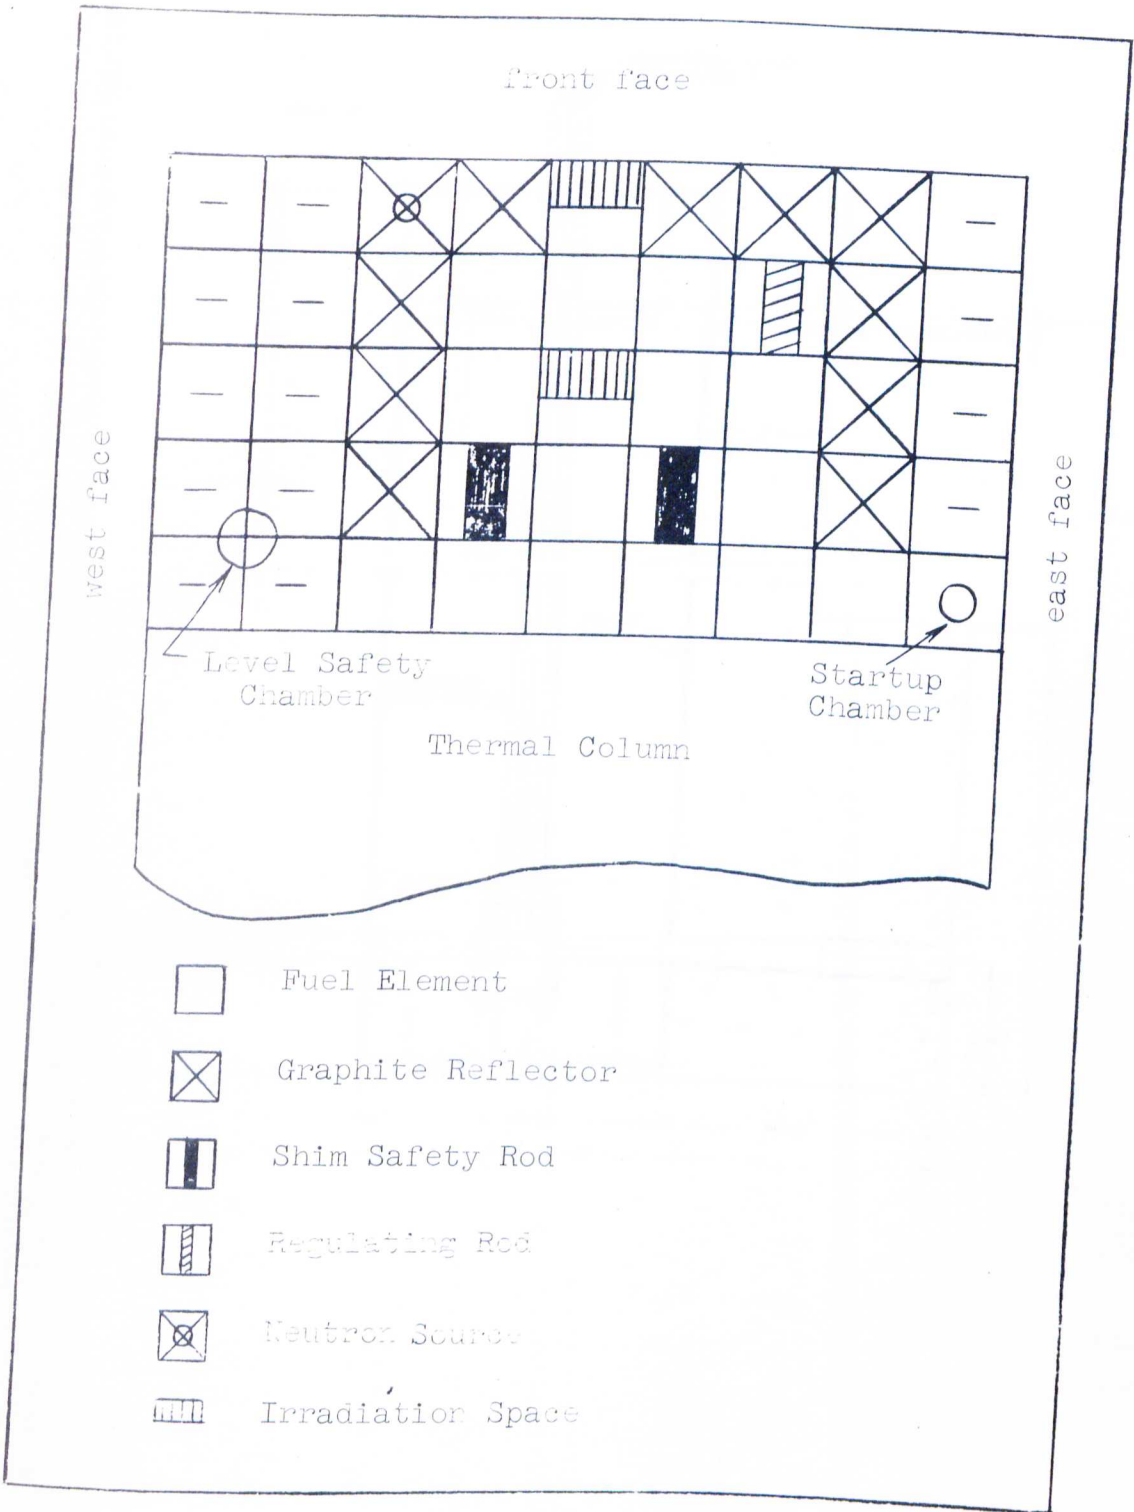 front face
west face
east face
Level Safety
Chamber
Startup
Chamber
Thermal Column
Fuel Element
Graphite Reflector
Shim Safety Rod
Regulating Rod
Neutron Source
Irradiation Space